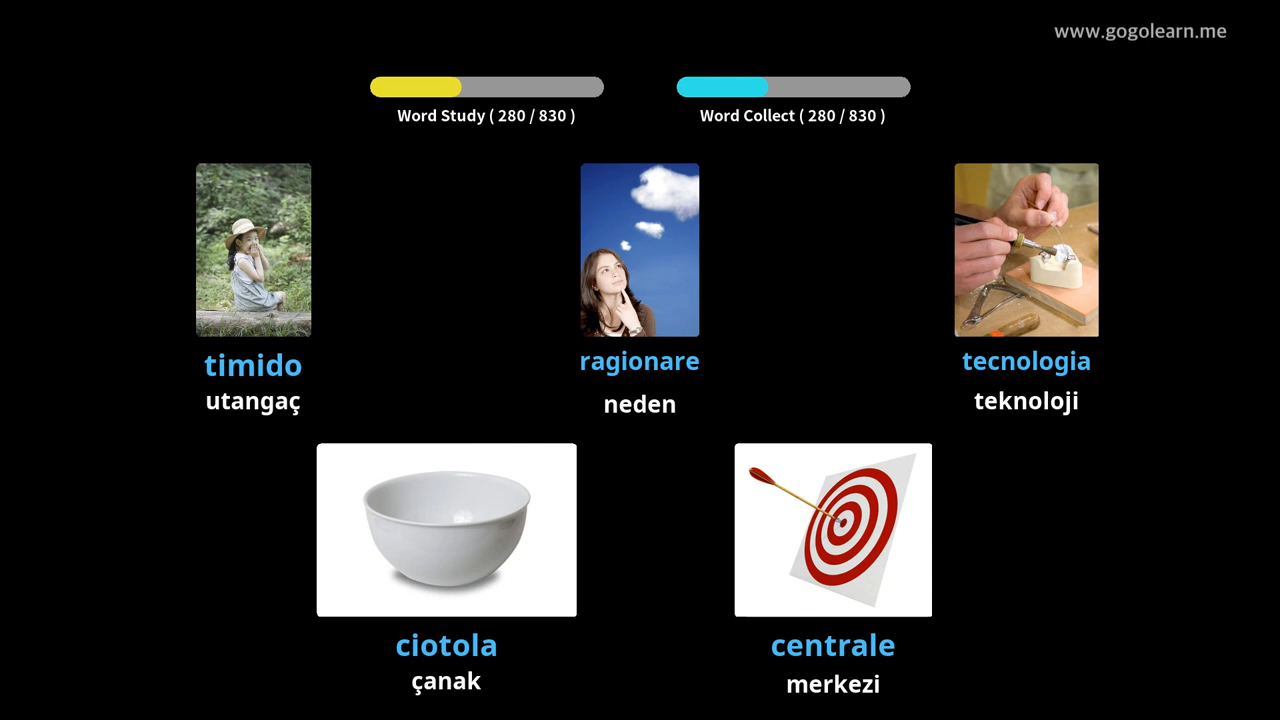 www.gogolearn.me
Word Study ( 280 / 830 )
Word Collect ( 280 / 830 )
timido
utangaç
ragionare
neden
tecnologia
teknoloji
ciotola
çanak
centrale
merkezi